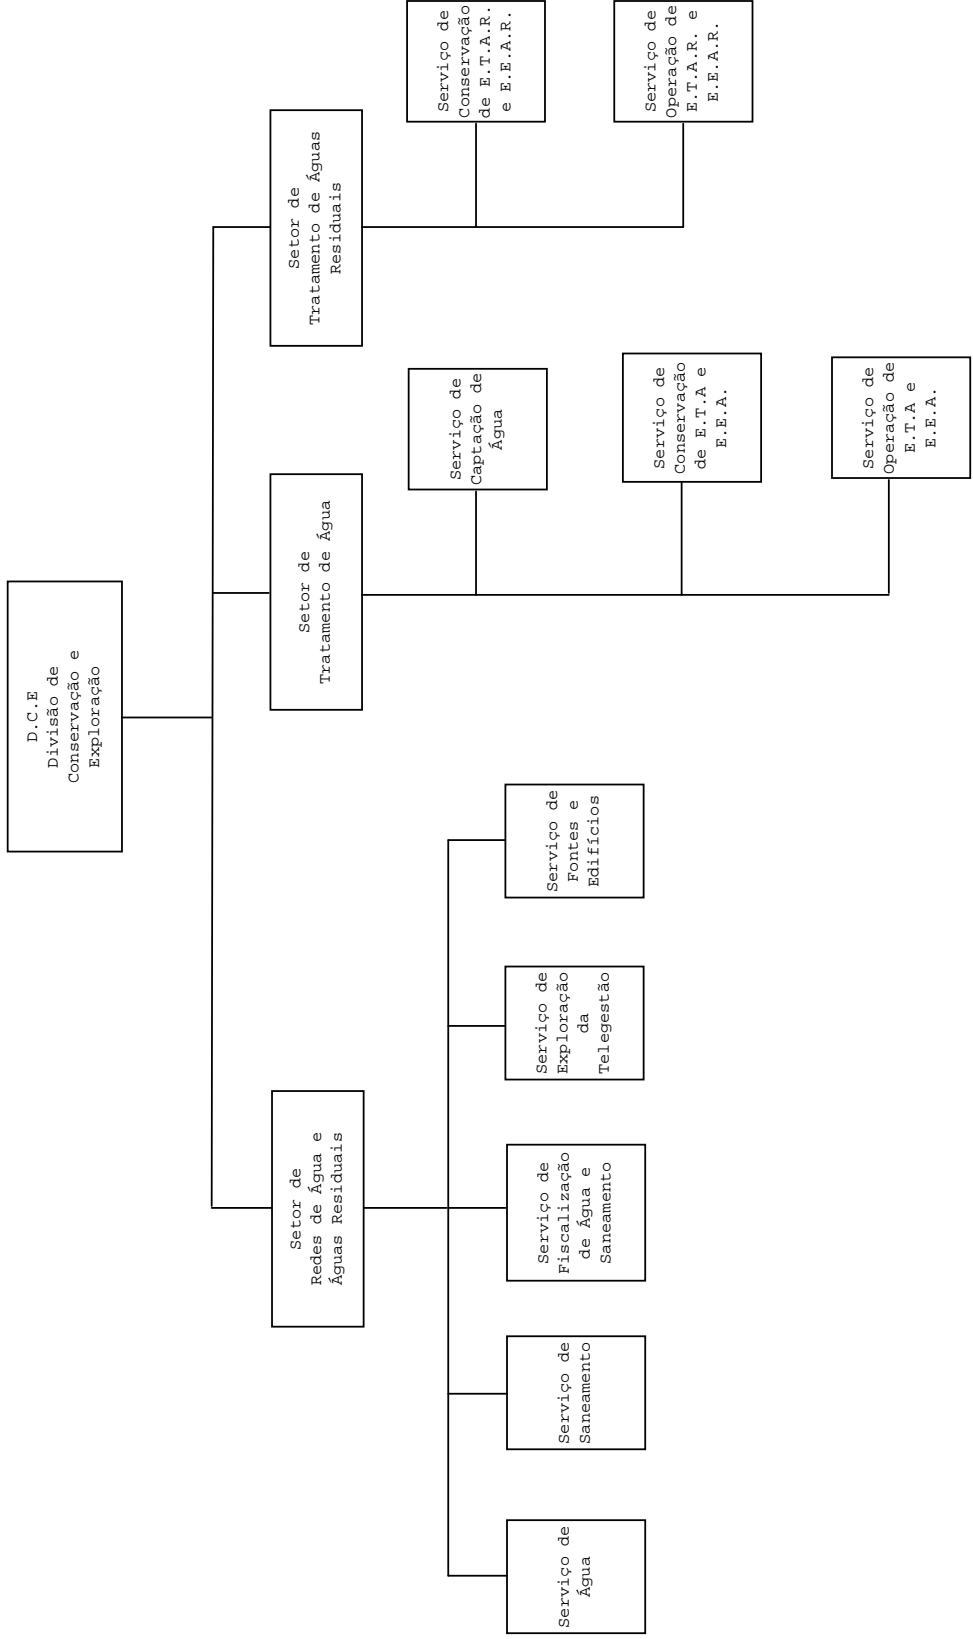 D.C.E
Divisão de
Conservação e
Exploração
Setor de
Redes de Água e
Águas Residuais
Setor de
Tratamento de Água
Setor de
Tratamento de Águas
Residuais
Serviço de
Água
Serviço de
Saneamento
Serviço de
Fiscalização
de Água e
Saneamento
Serviço de
Exploração
da
Telegestão
Serviço de
Fontes e
Edifícios
Serviço de
Captação de
Água
Serviço de
Conservação
de E.T.A e
E.E.A.
Serviço de
Operação de
E.T.A e
E.E.A.
Serviço de
Conservação
de E.T.A.R.
e E.E.A.R.
Serviço de
Operação de
E.T.A.R. e
E.E.A.R.